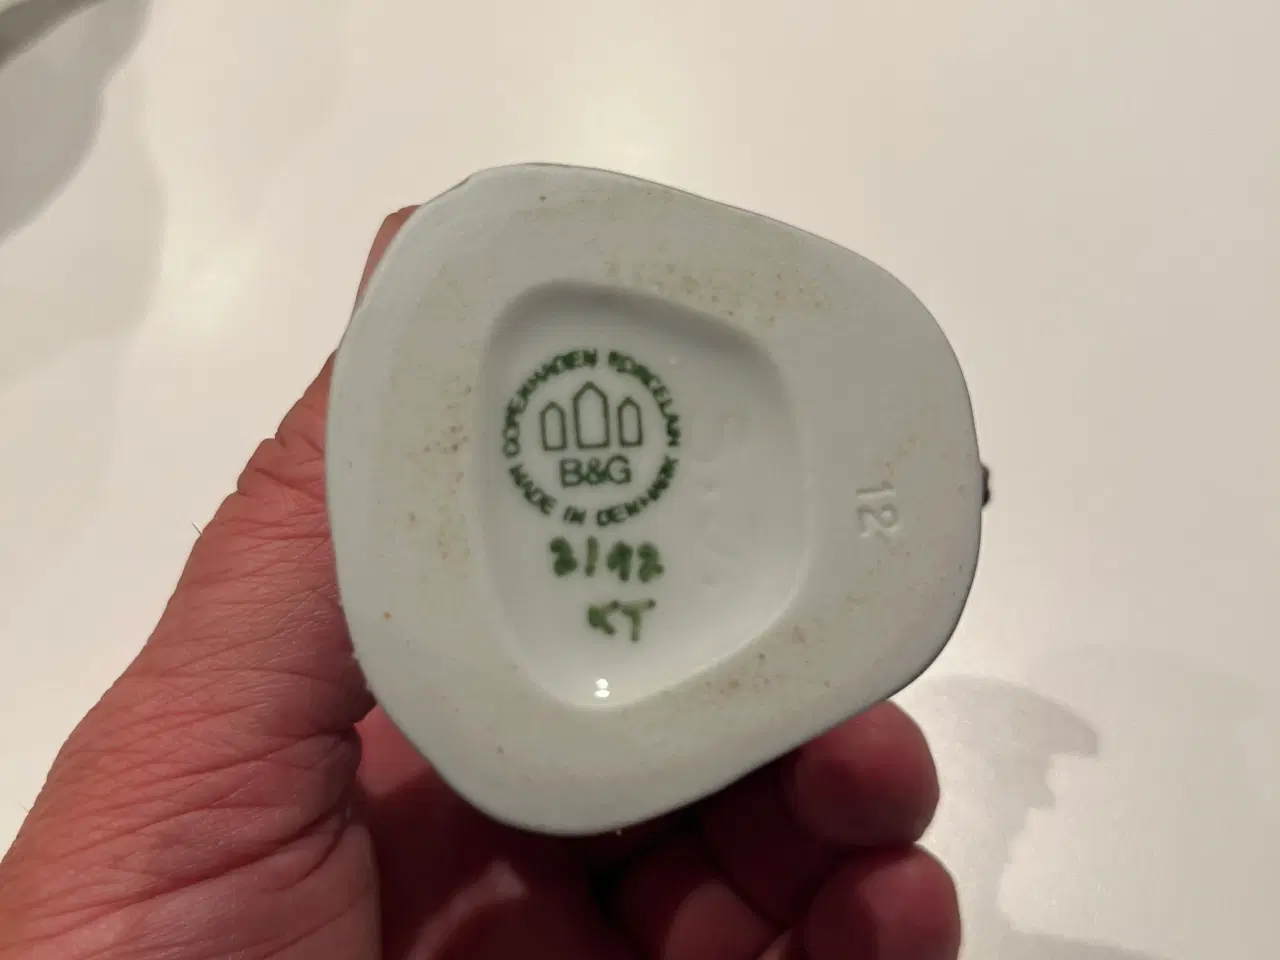 COPENHAGEN PORCELAIN
B&G
MADE IN DENMARK
2192
KT
12